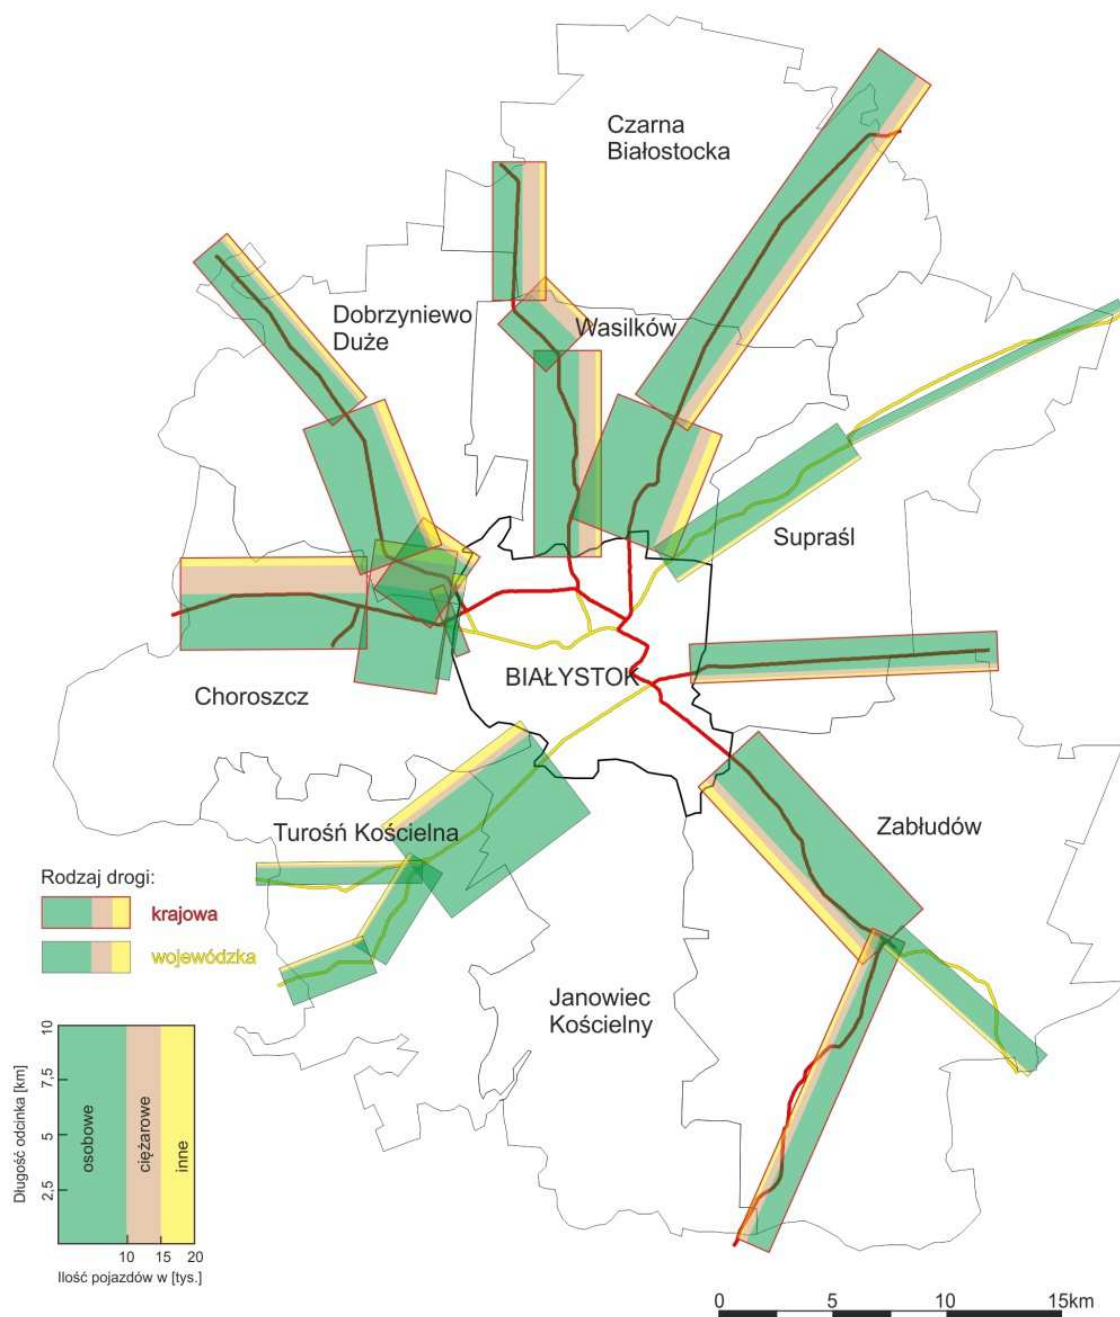 Czarna
Białostocka
Dobrzyniewo
Duże
Wasilków
Supraśl
BIAŁYSTOK
Choroszcz
Turośń Kościelna
Zabłudów
Janowiec
Kościelny
Rodzaj drogi:
krajowa
wojewódzka
Długość odcinka [km]
10
7,5
5
2,5
osobowe
ciężarowe
inne
10 15 20
Ilość pojazdów w [tys.]
0 5 10 15km